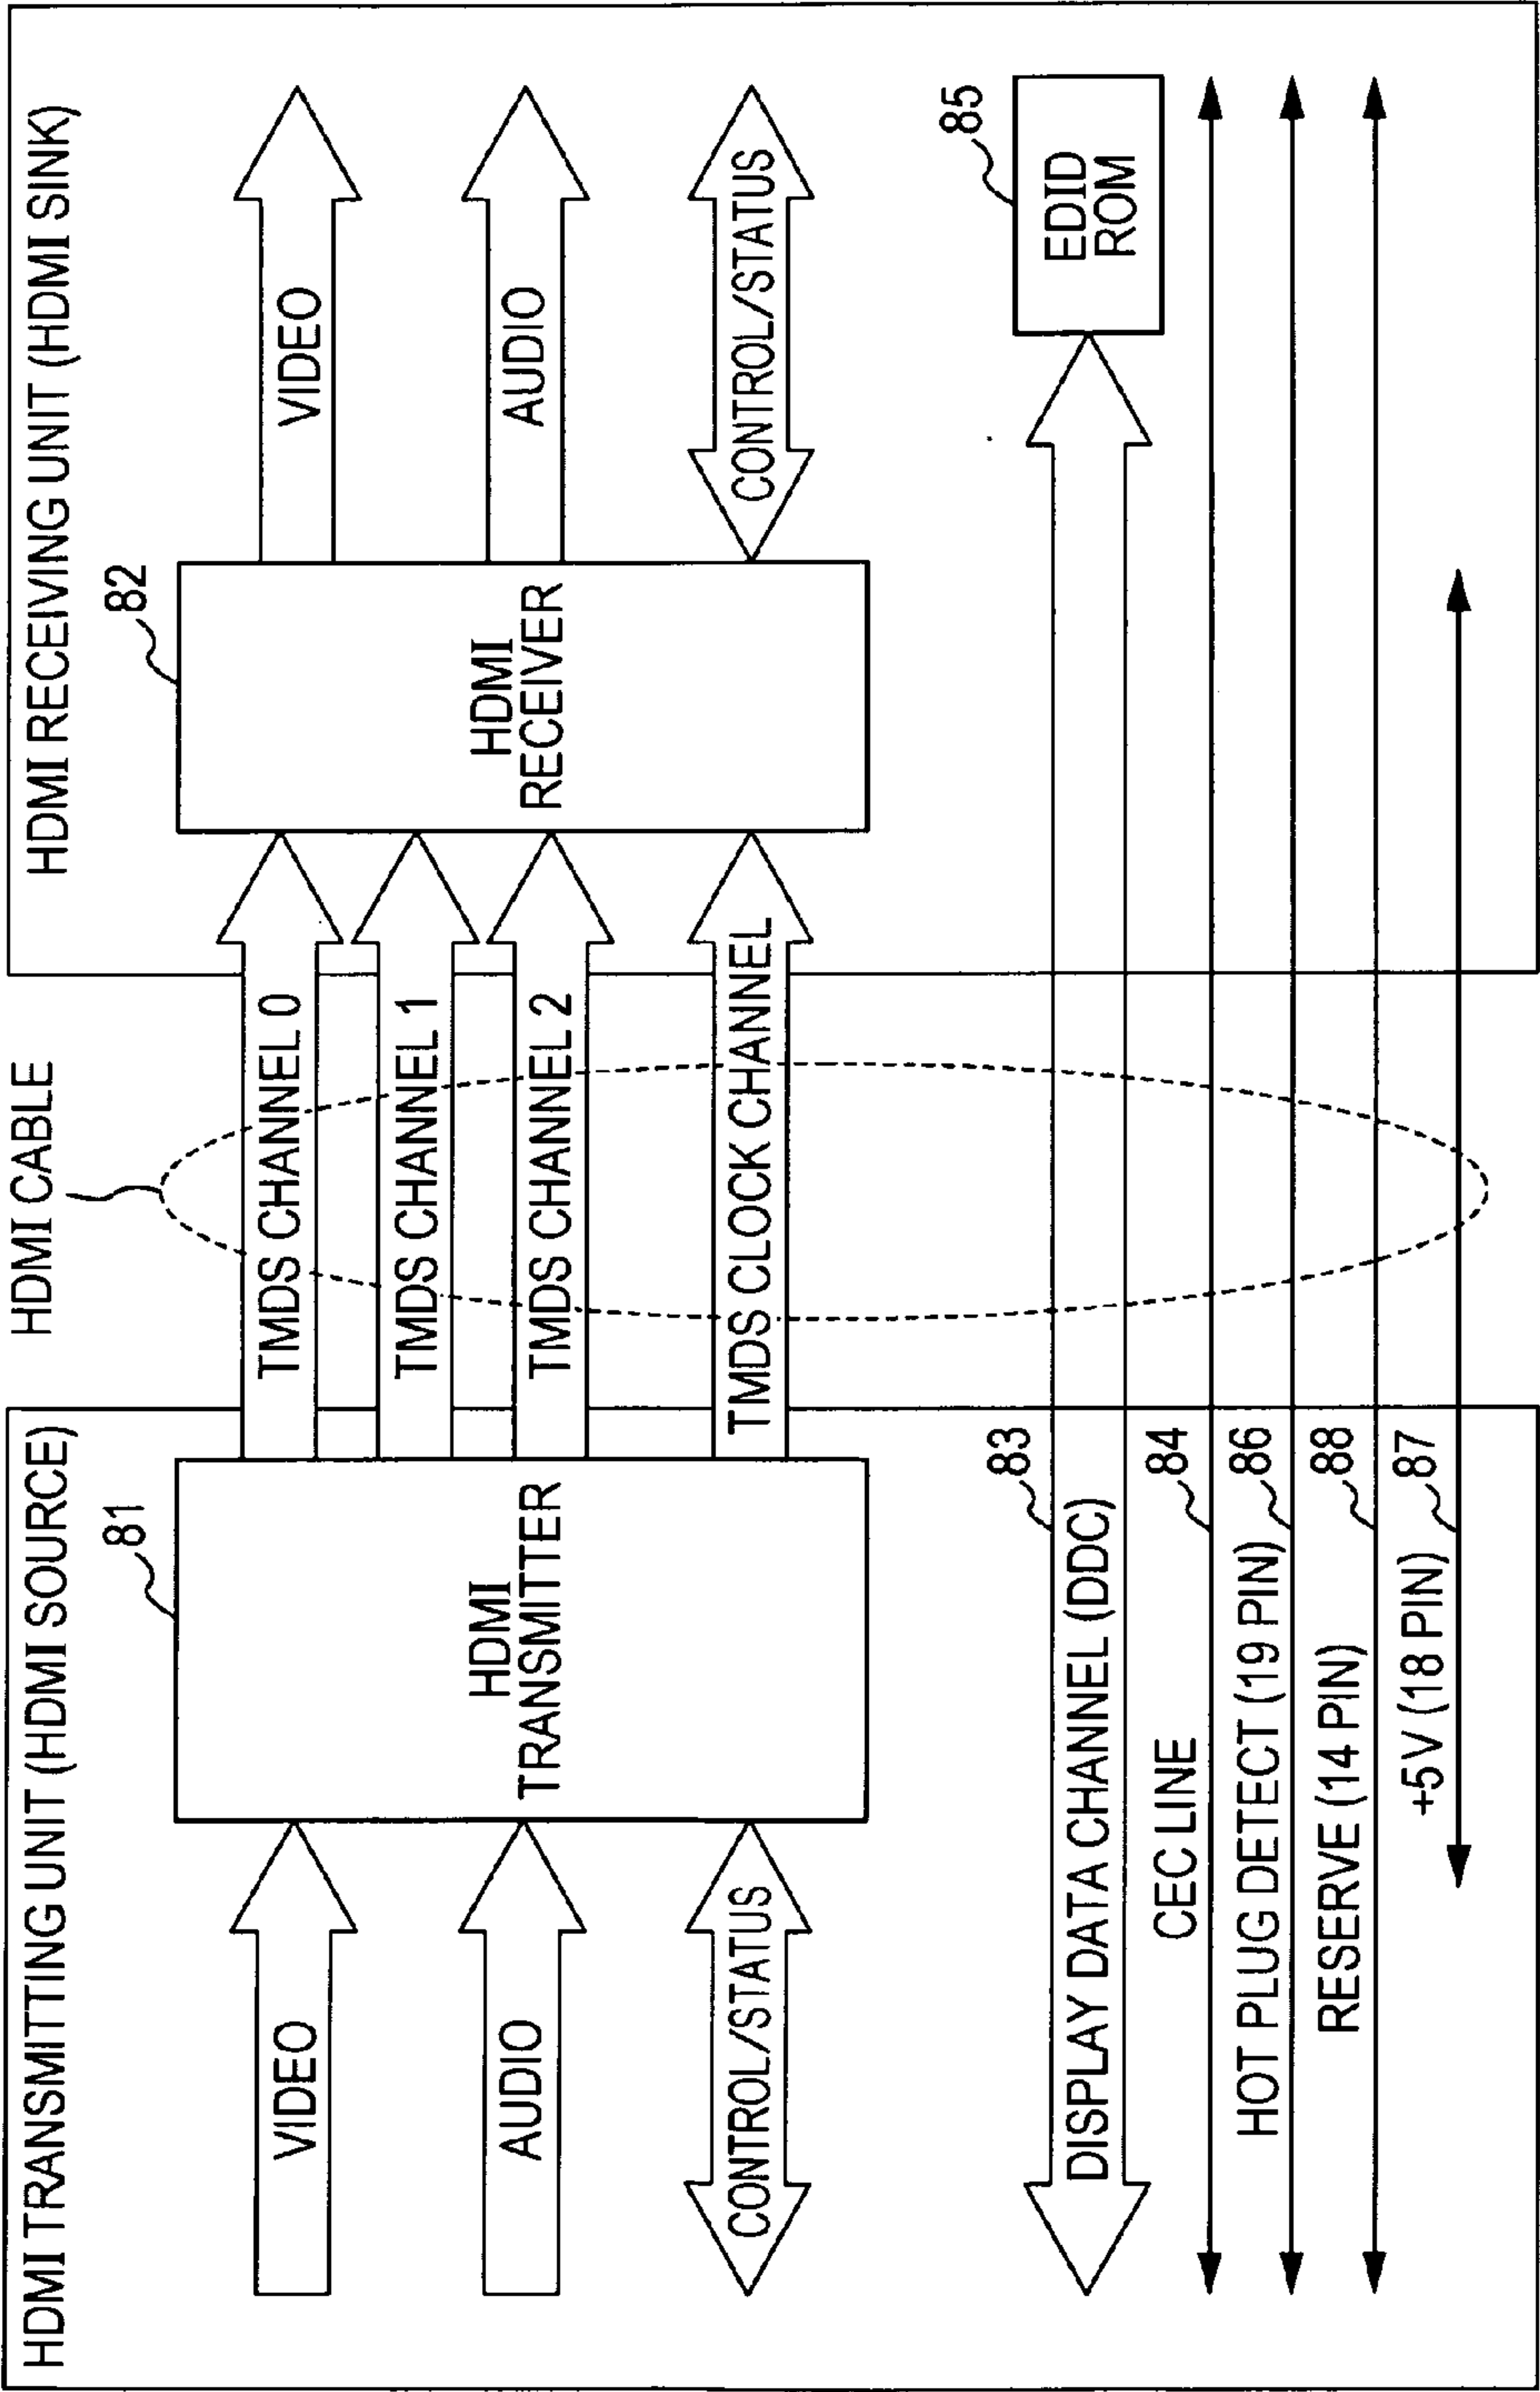 HDMI CABLE
HDMI TRANSMITTING UNIT (HDMI SOURCE)
HDMI RECEIVING UNIT (HDMI SINK)
81
82
VIDEO
AUDIO
CONTROL/STATUS
HDMI
TRANSMITTER
TMDS CHANNEL 0
TMDS CHANNEL 1
TMDS CHANNEL 2
TMDS CLOCK CHANNEL
HDMI
RECEIVER
VIDEO
AUDIO
CONTROL/STATUS
DISPLAY DATA CHANNEL (DDC)
83
85
EDID
ROM
CEC LINE
84
HOT PLUG DETECT (19 PIN)
86
RESERVE (14 PIN)
88
+5V (18 PIN)
87